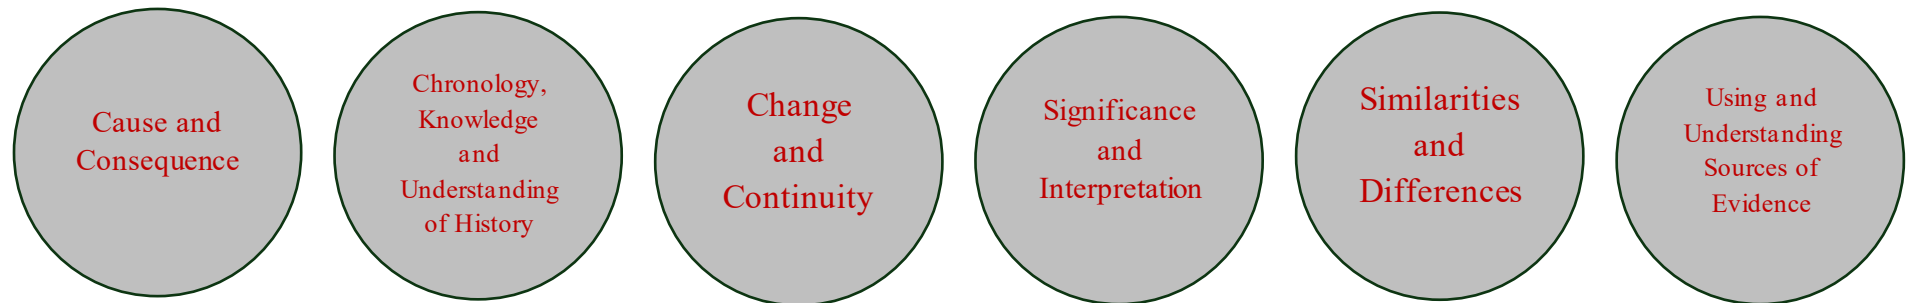 Cause and
Consequence
Chronology,
Knowledge
and
Understanding
of History
Change
and
Continuity
Significance
and
Interpretation
Similarities
and
Differences
Using and
Understanding
Sources of
Evidence